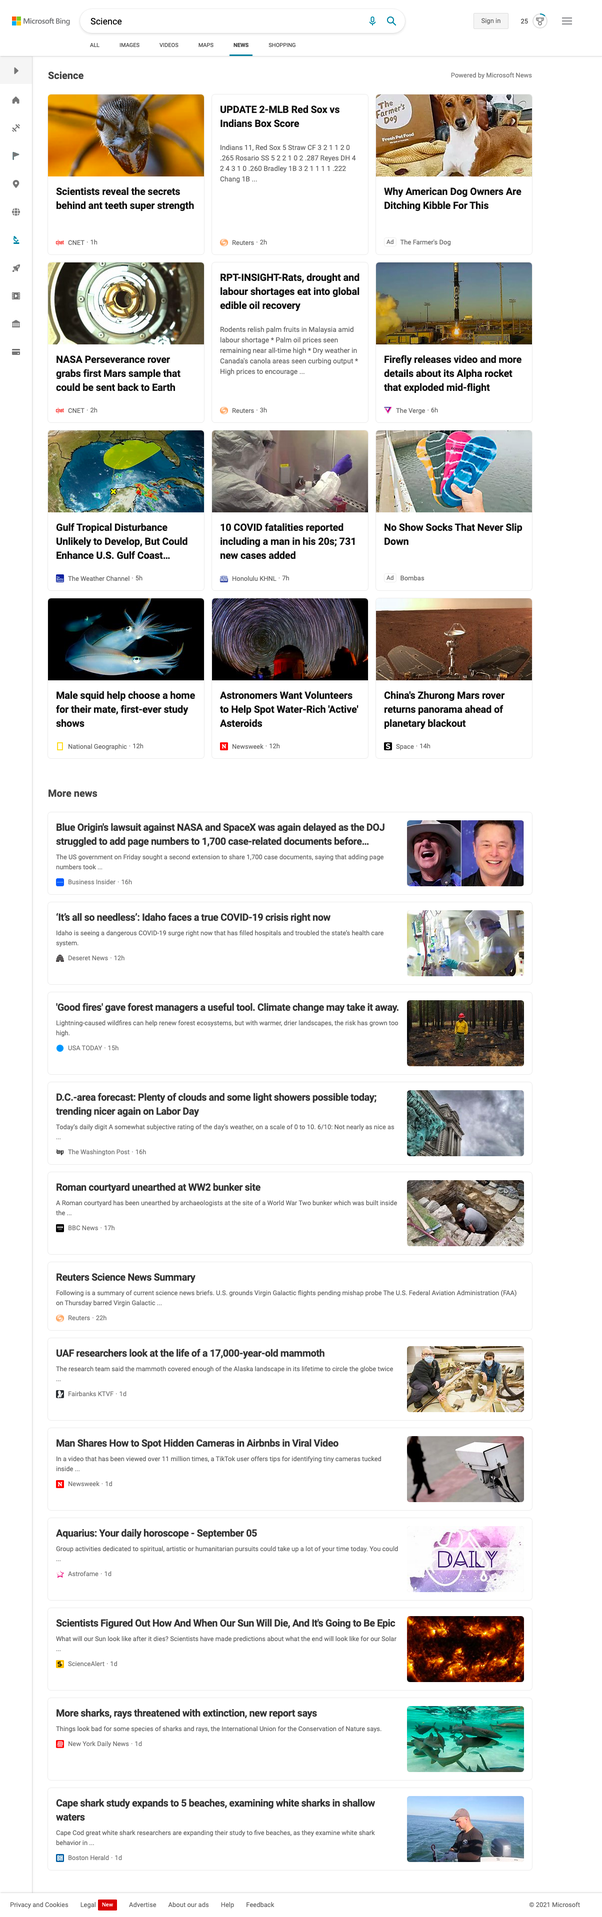 Microsoft Bing
Science
Sign in
25
ALL
IMAGES
VIDEOS
MAPS
NEWS
SHOPPING
Science
Powered by Microsoft News
Scientists reveal the secrets
behind ant teeth super strength
CNET · 1h
UPDATE 2-MLB Red Sox vs
Indians Box Score
Indians 11, Red Sox 5 Straw CF 3 2 1 1 2 0
.265 Rosario SS 5 2 2 1 0 2 .287 Reyes DH 4
2 4 3 1 0 .260 Bradley 1B 3 2 1 1 1 1 .222
Chang 1B ...
Reuters · 2h
The
Farmer's
Dog
Fresh Pet Food
Why American Dog Owners Are
Ditching Kibble For This
Ad The Farmer's Dog
NASA Perseverance rover
grabs first Mars sample that
could be sent back to Earth
CNET · 2h
RPT-INSIGHT-Rats, drought and
labour shortages eat into global
edible oil recovery
Rodents relish palm fruits in Malaysia amid
labour shortage * Palm oil prices seen
remaining near all-time high * Dry weather in
Canada's canola areas seen curbing output *
High prices to encourage ...
Reuters · 3h
Firefly releases video and more
details about its Alpha rocket
that exploded mid-flight
The Verge · 6h
Gulf Tropical Disturbance
Unlikely to Develop, But Could
Enhance U.S. Gulf Coast...
The Weather Channel · 5h
10 COVID fatalities reported
including a man in his 20s; 731
new cases added
Honolulu KHNL · 7h
No Show Socks That Never Slip
Down
Ad Bombas
Male squid help choose a home
for their mate, first-ever study
shows
National Geographic · 12h
Astronomers Want Volunteers
to Help Spot Water-Rich 'Active'
Asteroids
Newsweek · 12h
China's Zhurong Mars rover
returns panorama ahead of
planetary blackout
Space · 14h
More news
Blue Origin's lawsuit against NASA and SpaceX was again delayed as the DOJ
struggled to add page numbers to 1,700 case-related documents before...
The US government on Friday sought a second extension to share 1,700 case documents, saying that adding page
numbers took ...
Business Insider · 16h
'It's all so needless': Idaho faces a true COVID-19 crisis right now
Idaho is seeing a dangerous COVID-19 surge right now that has filled hospitals and troubled the state's health care
system.
Deseret News · 12h
'Good fires' gave forest managers a useful tool. Climate change may take it away.
Lightning-caused wildfires can help renew forest ecosystems, but with warmer, drier landscapes, the risk has grown too
high.
USA TODAY · 15h
D.C.-area forecast: Plenty of clouds and some light showers possible today;
trending nicer again on Labor Day
Today's daily digit A somewhat subjective rating of the day's weather, on a scale of 0 to 10. 6/10: Not nearly as nice as
...
The Washington Post · 16h
Roman courtyard unearthed at WW2 bunker site
A Roman courtyard has been unearthed by archaeologists at the site of a World War Two bunker which was built inside
the ...
BBC News · 17h
Reuters Science News Summary
Following is a summary of current science news briefs. U.S. grounds Virgin Galactic flights pending mishap probe The U.S. Federal Aviation Administration (FAA)
on Thursday barred Virgin Galactic ...
Reuters · 22h
UAF researchers look at the life of a 17,000-year-old mammoth
The research team said the mammoth covered enough of the Alaska landscape in its lifetime to circle the globe twice
...
Fairbanks KTVF · 1d
Man Shares How to Spot Hidden Cameras in Airbnbs in Viral Video
In a video that has been viewed over 11 million times, a TikTok user offers tips for identifying tiny cameras tucked
inside ...
Newsweek · 1d
Aquarius: Your daily horoscope - September 05
Group activities dedicated to spiritual, artistic or humanitarian pursuits could take up a lot of your time today. You could
...
Astrofame · 1d
DAILY
Scientists Figured Out How And When Our Sun Will Die, And It's Going to Be Epic
What will our Sun look like after it dies? Scientists have made predictions about what the end will look like for our Solar
...
ScienceAlert · 1d
More sharks, rays threatened with extinction, new report says
Things look bad for some species of sharks and rays, the International Union for the Conservation of Nature says.
New York Daily News · 1d
Cape shark study expands to 5 beaches, examining white sharks in shallow
waters
Cape Cod great white shark researchers are expanding their study to five beaches, as they examine white shark
behavior in ...
Boston Herald · 1d
Privacy and Cookies
Legal New
Advertise
About our ads
Help
Feedback
© 2021 Microsoft